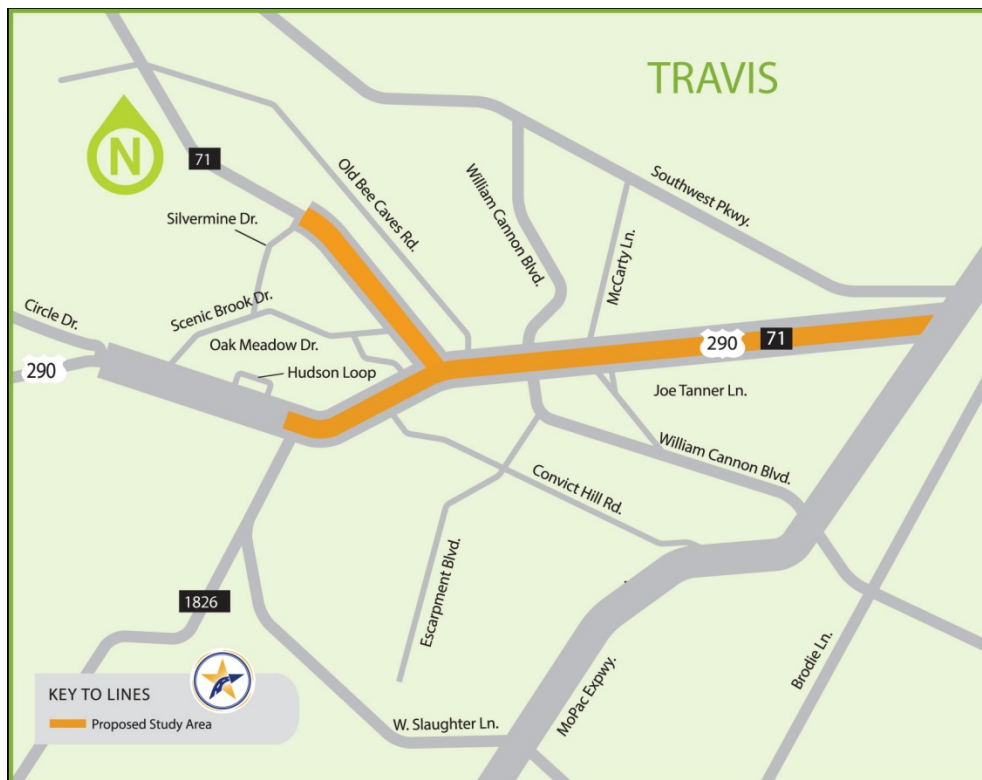 TRAVIS
N
71
Old Bee Caves Rd.
William Cannon Blvd.
Southwest Pkwy.
McCarty Ln.
Silvermine Dr.
Circle Dr.
Scenic Brook Dr.
Oak Meadow Dr.
290
71
290
Hudson Loop
Joe Tanner Ln.
William Cannon Blvd.
Convict Hill Rd.
Escarpment Blvd.
1826
Brodie Ln.
MoPac Expwy.
W. Slaughter Ln.
KEY TO LINES
Proposed Study Area